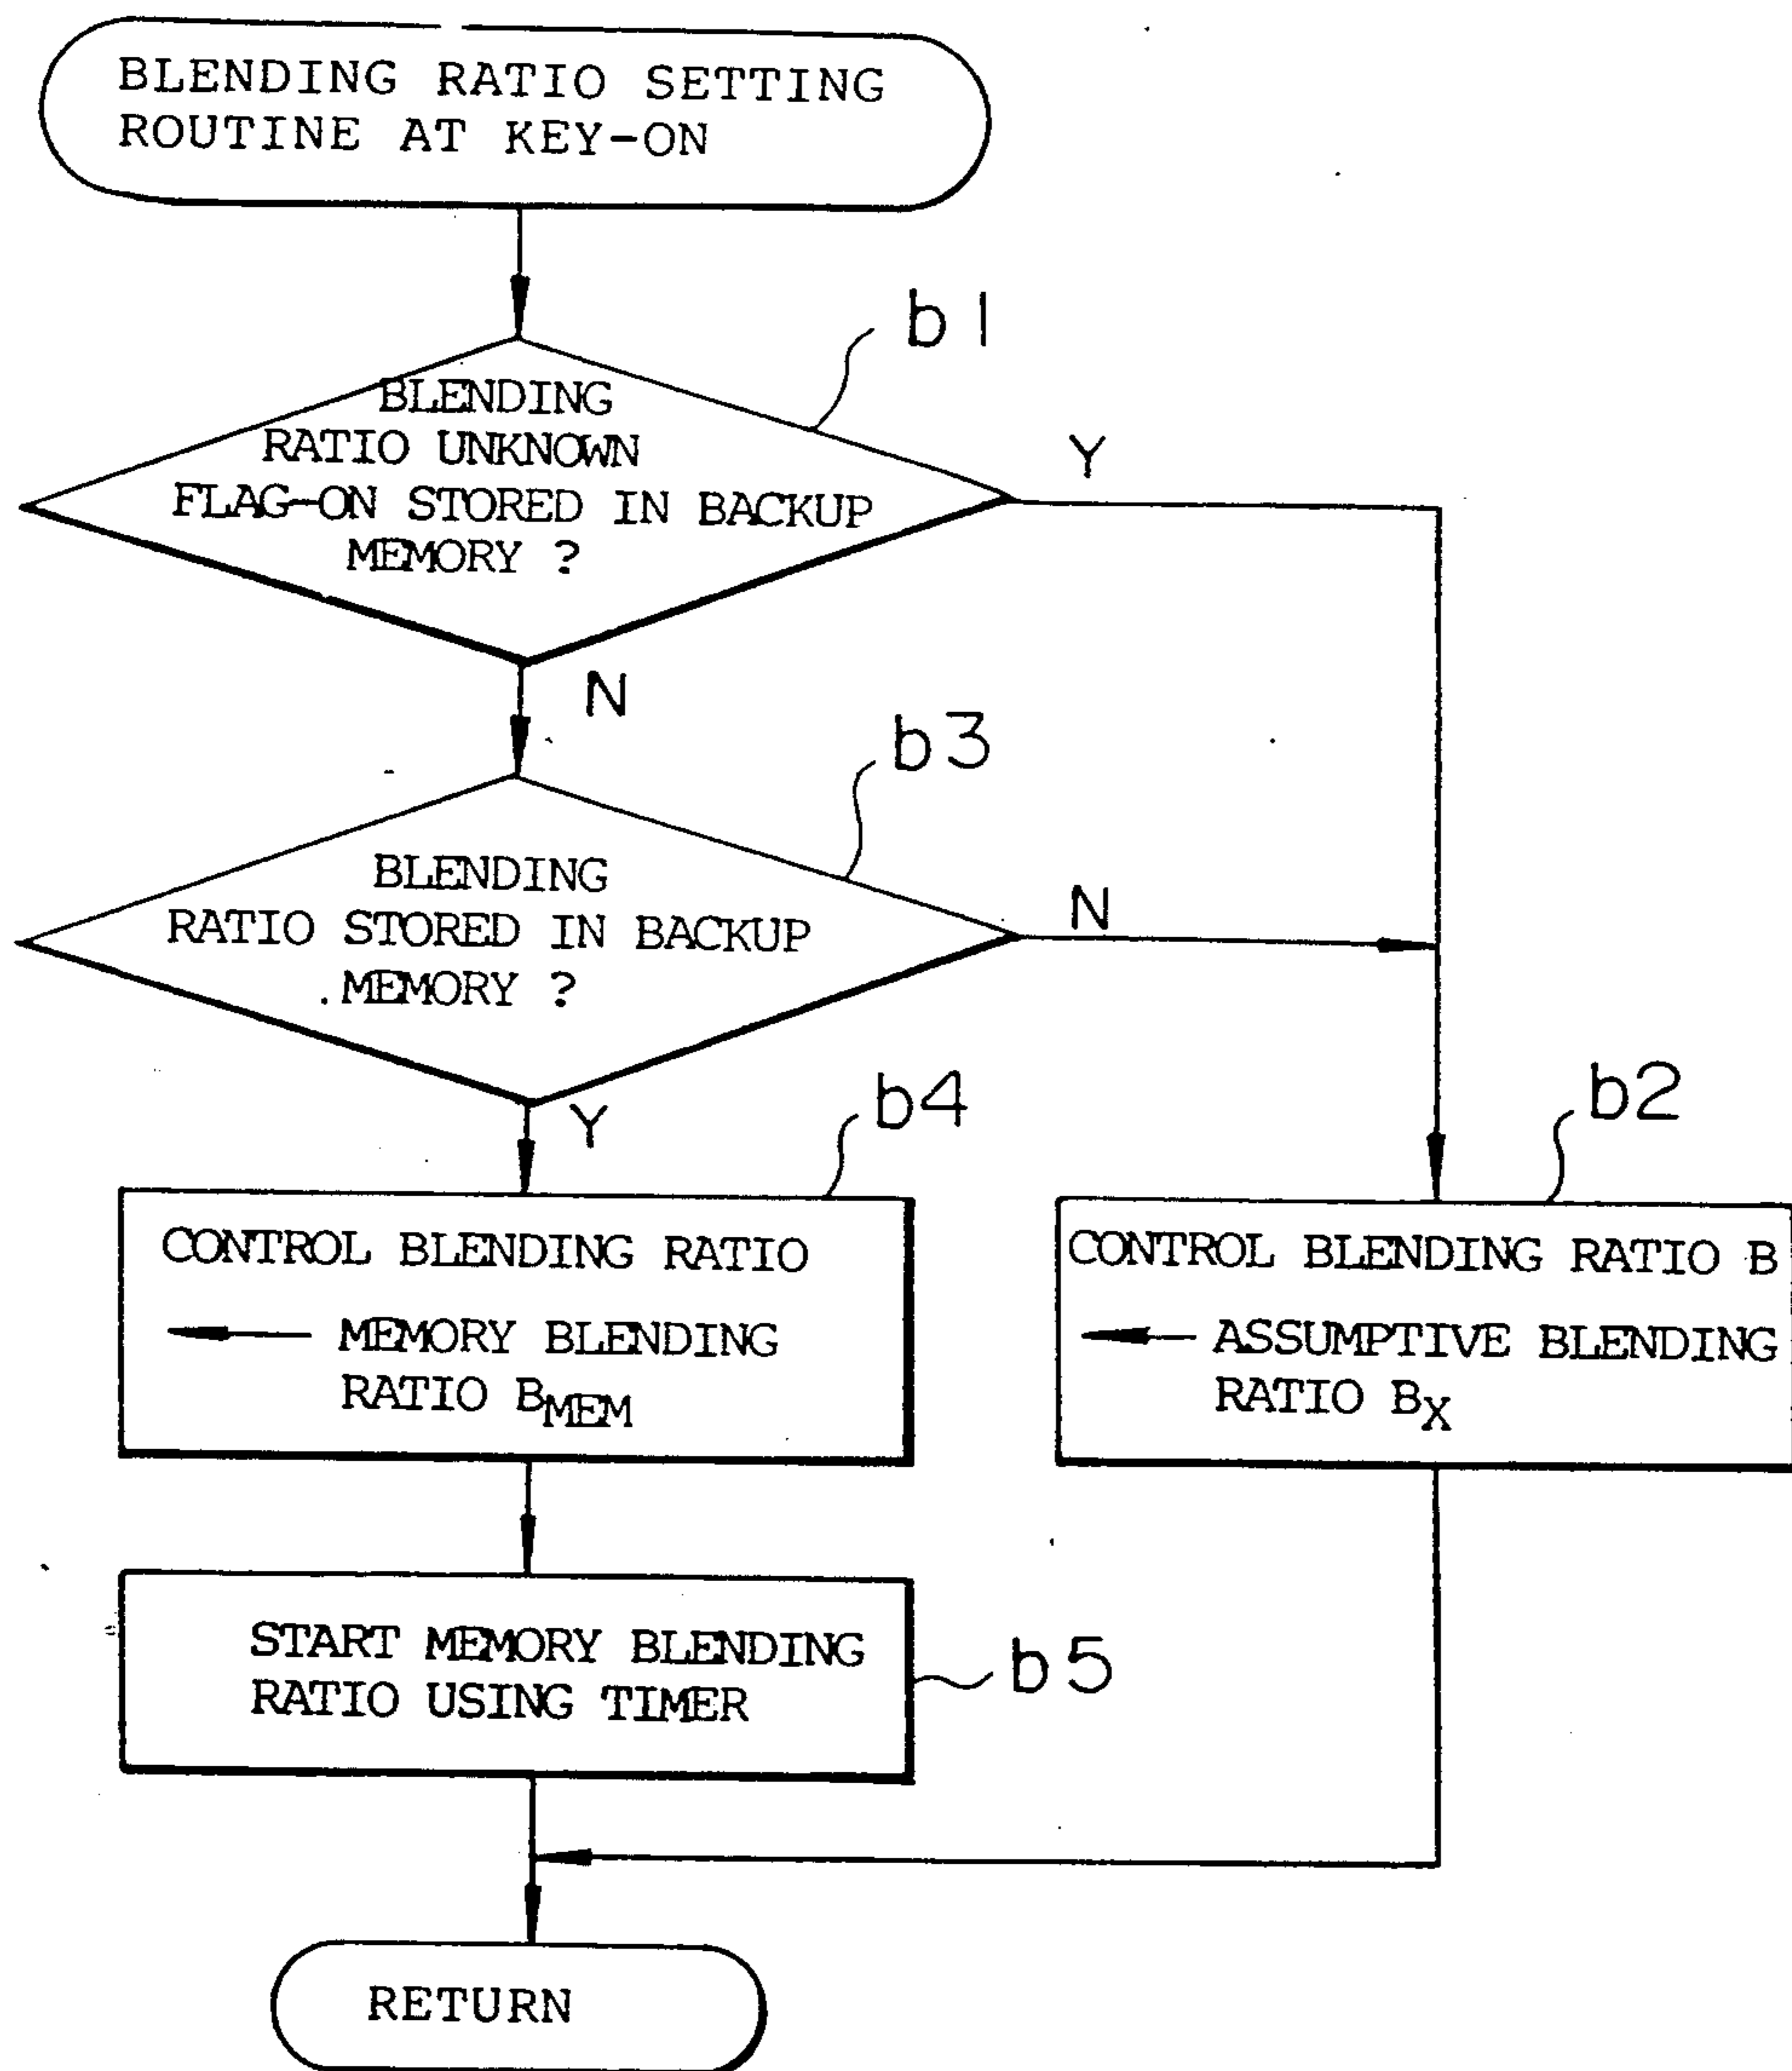 BLENDING RATIO SETTING
ROUTINE AT KEY-ON
b1
BLENDING
RATIO UNKNOWN
FLAG-ON STORED IN BACKUP
MEMORY ?
Y
N
b3
BLENDING
RATIO STORED IN BACKUP
MEMORY ?
N
Y
b4
CONTROL BLENDING RATIO
MEMORY BLENDING
RATIO BMEM
b2
CONTROL BLENDING RATIO B
ASSUMPTIVE BLENDING
RATIO BX
START MEMORY BLENDING
RATIO USING TIMER
b5
RETURN